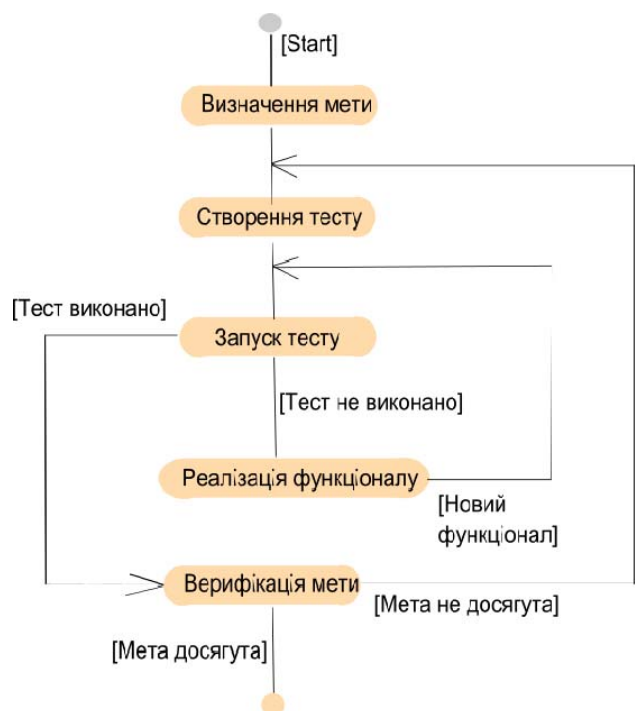 [Start]
Визначення мети
Створення тесту
[Тест виконано]
Запуск тесту
[Тест не виконано]
Реалізація функціоналу
[Новий
функціонал]
Верифікація мети
[Мета не досягута]
[Мета досягута]